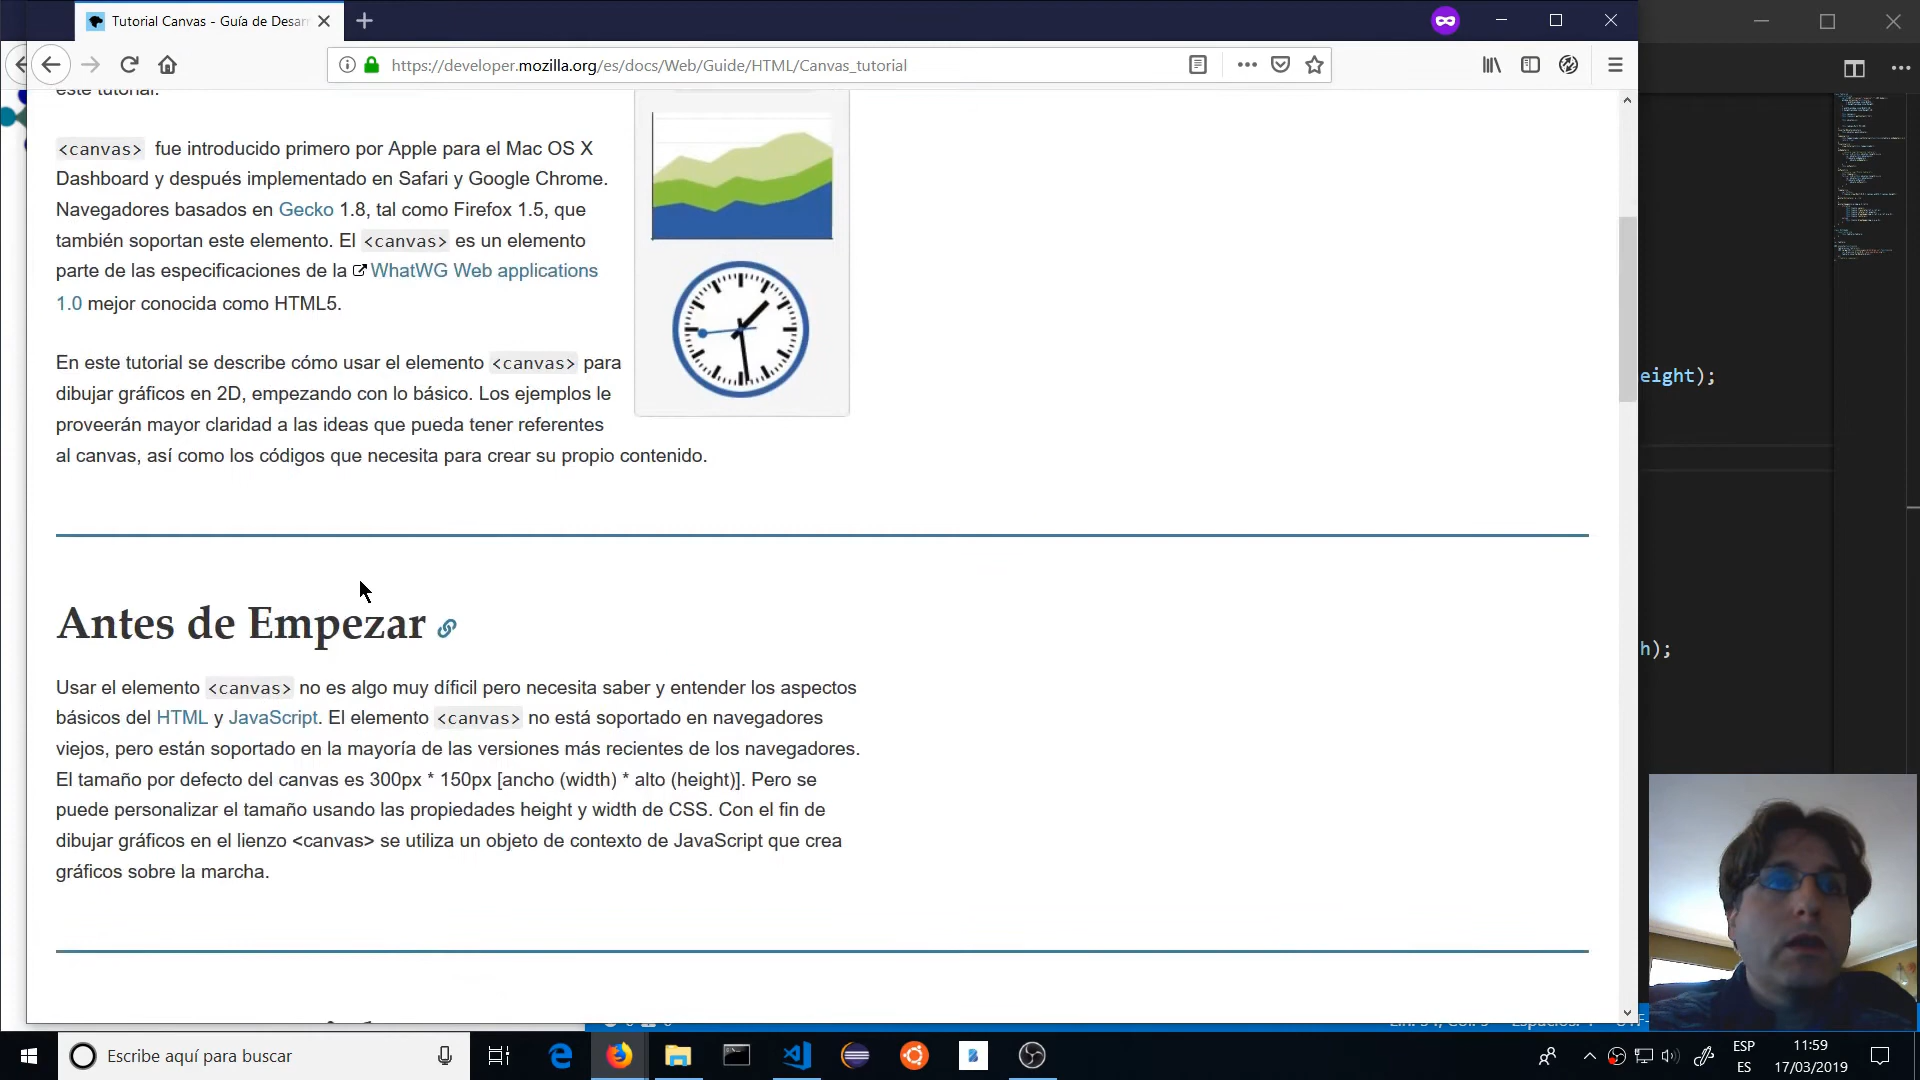 Tutorial Canvas - Guía de Desar
https://developer.mozilla.org/es/docs/Web/Guide/HTML/Canvas_tutorial
este tutorial.
<canvas> fue introducido primero por Apple para el Mac OS X
Dashboard y después implementado en Safari y Google Chrome.
Navegadores basados en Gecko 1.8, tal como Firefox 1.5, que
también soportan este elemento. El <canvas> es un elemento
parte de las especificaciones de la WhatWG Web applications
1.0 mejor conocida como HTML5.
En este tutorial se describe cómo usar el elemento <canvas> para
dibujar gráficos en 2D, empezando con lo básico. Los ejemplos le
proveerán mayor claridad a las ideas que pueda tener referentes
al canvas, así como los códigos que necesita para crear su propio contenido.
eight);
Antes de Empezar
h);
Usar el elemento <canvas> no es algo muy díficil pero necesita saber y entender los aspectos
básicos del HTML y JavaScript. El elemento <canvas> no está soportado en navegadores
viejos, pero están soportado en la mayoría de las versiones más recientes de los navegadores.
El tamaño por defecto del canvas es 300px * 150px [ancho (width) * alto (height)]. Pero se
puede personalizar el tamaño usando las propiedades height y width de CSS. Con el fin de
dibujar gráficos en el lienzo <canvas> se utiliza un objeto de contexto de JavaScript que crea
gráficos sobre la marcha.
Escribe aquí para buscar
ESP
ES
11:59
17/03/2019